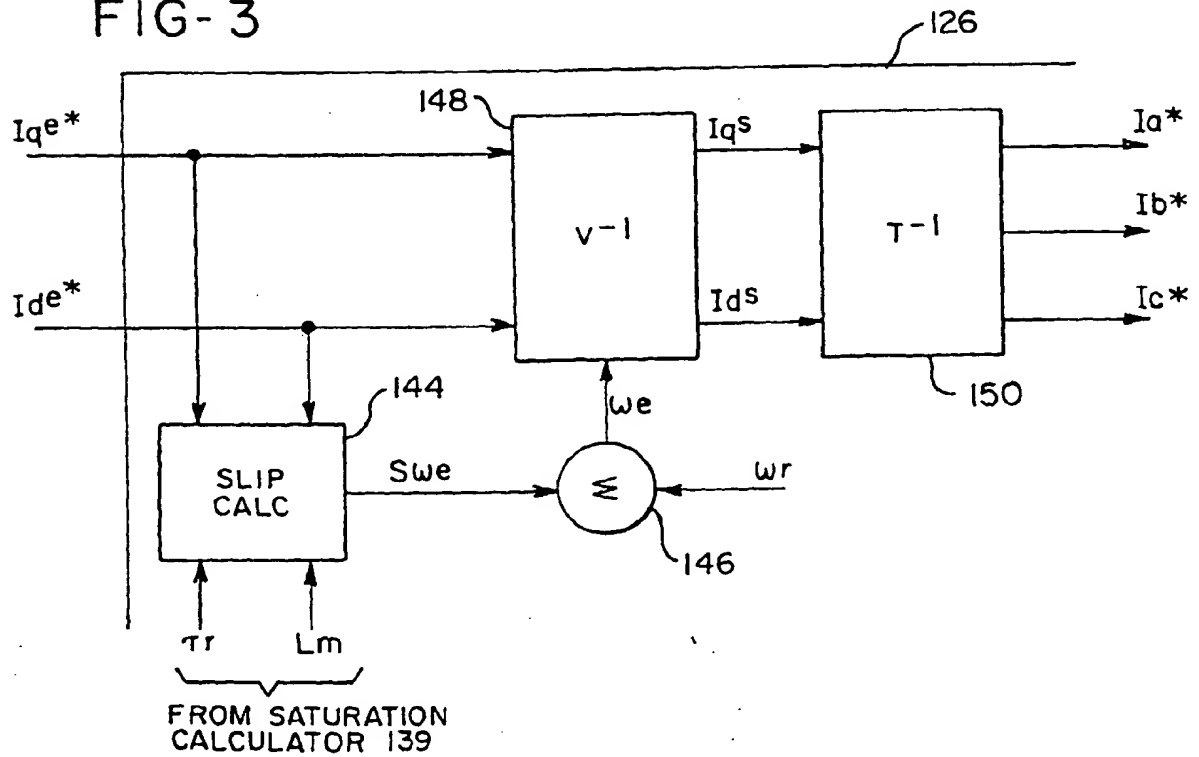 FIG-3
126
148
Iqe*
Iqs
Ia*
V-1
T-1
Ib*
Ide*
Ids
Ic*
144
ωe
150
SLIP
CALC
Sωe
Σ
ωr
146
τr
Lm
FROM SATURATION
CALCULATOR 139